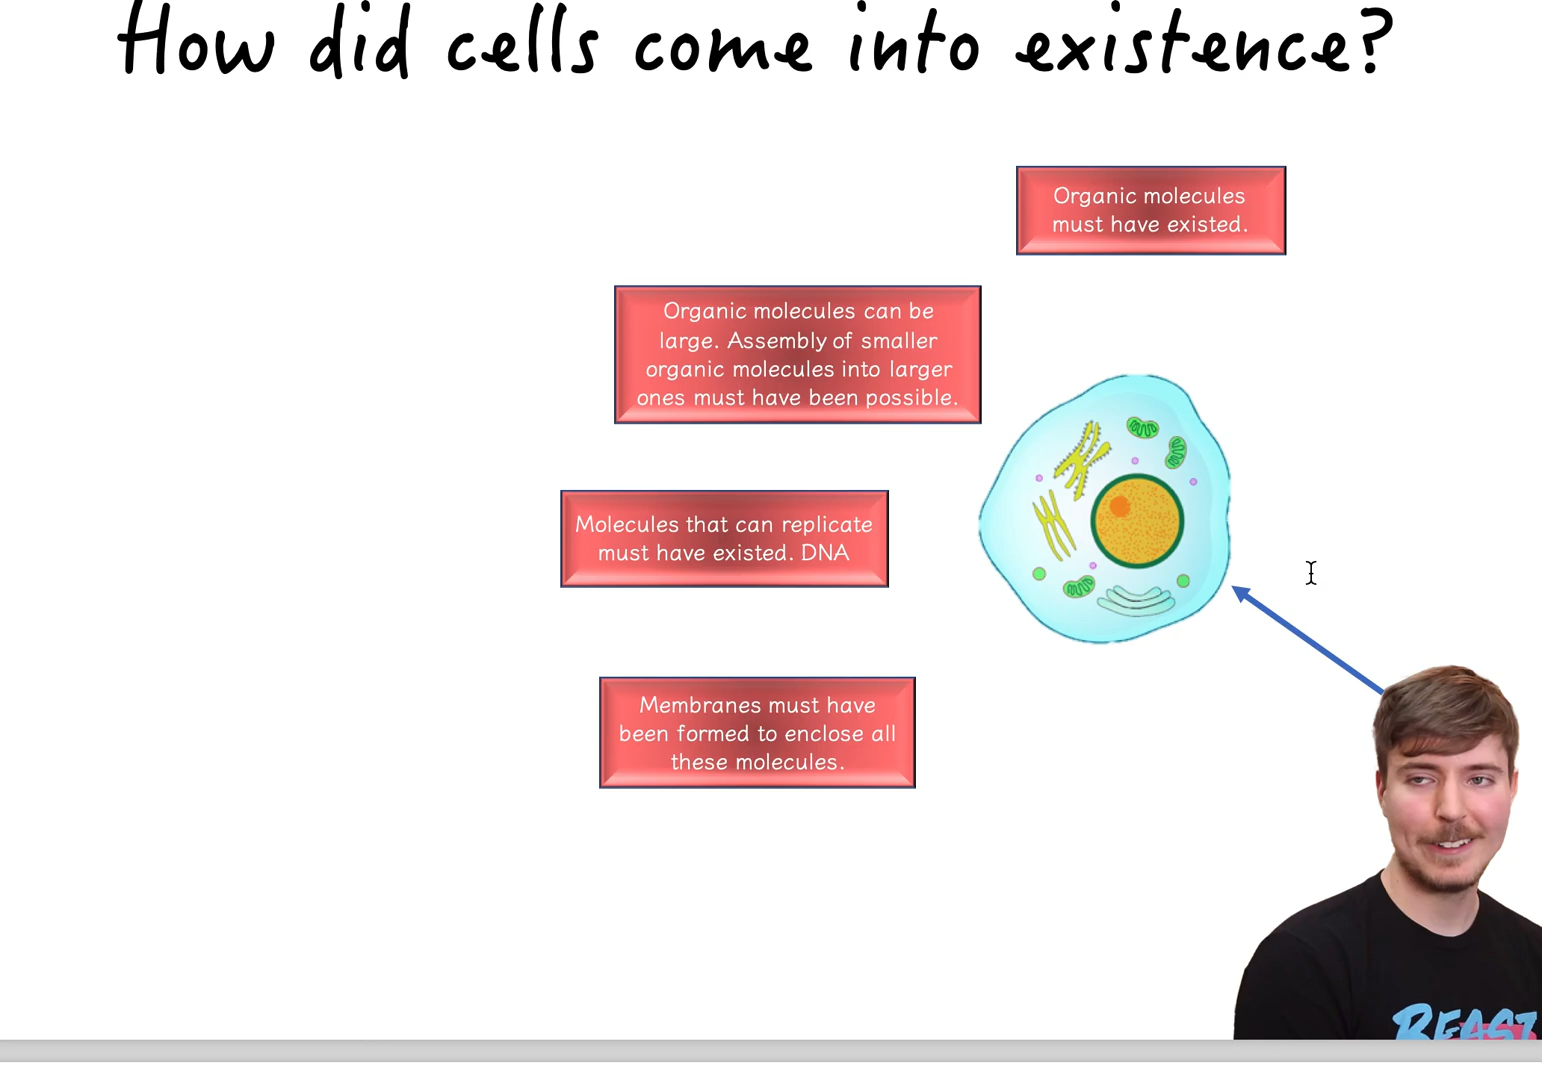 How did cells come into existence?
Organic molecules
must have existed.
Organic molecules can be
large. Assembly of smaller
organic molecules into larger
ones must have been possible.
Molecules that can replicate
must have existed. DNA
Membranes must have
been formed to enclose all
these molecules.
BEAST